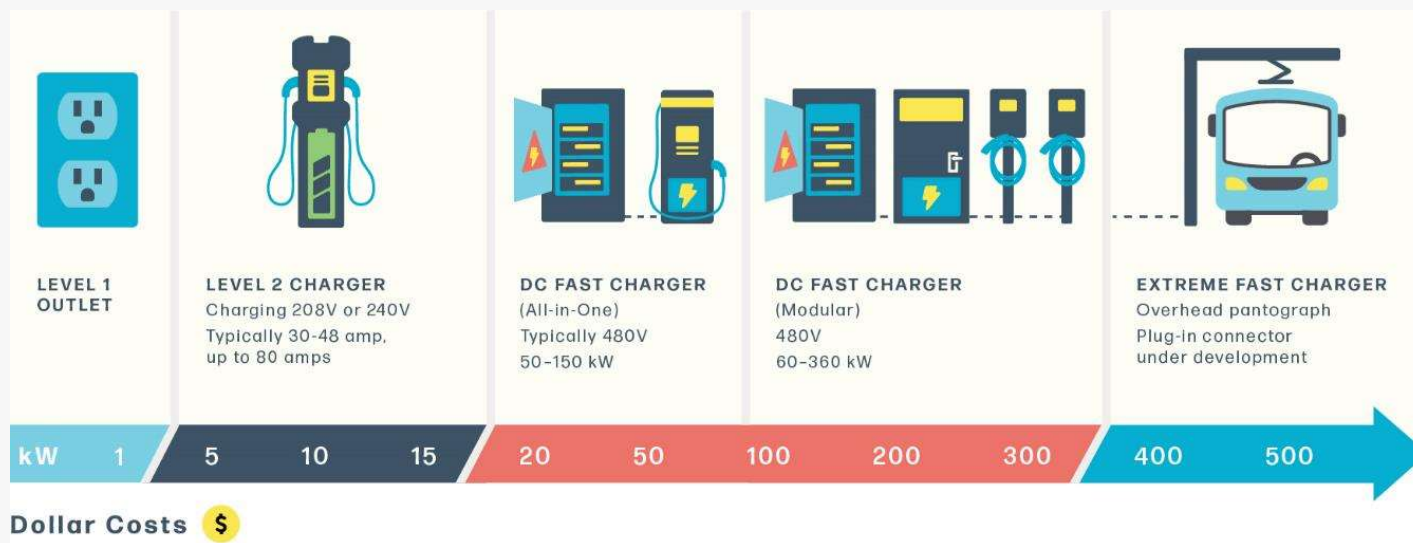 LEVEL 1
OUTLET
LEVEL 2 CHARGER
Charging 208V or 240V
Typically 30-48 amp,
up to 80 amps
DC FAST CHARGER
(All-in-One)
Typically 480V
50–150 kW
DC FAST CHARGER
(Modular)
480V
60–360 kW
EXTREME FAST CHARGER
Overhead pantograph
Plug-in connector
under development
kW 1 5 10 15 20 50 100 200 300 400 500
Dollar Costs $